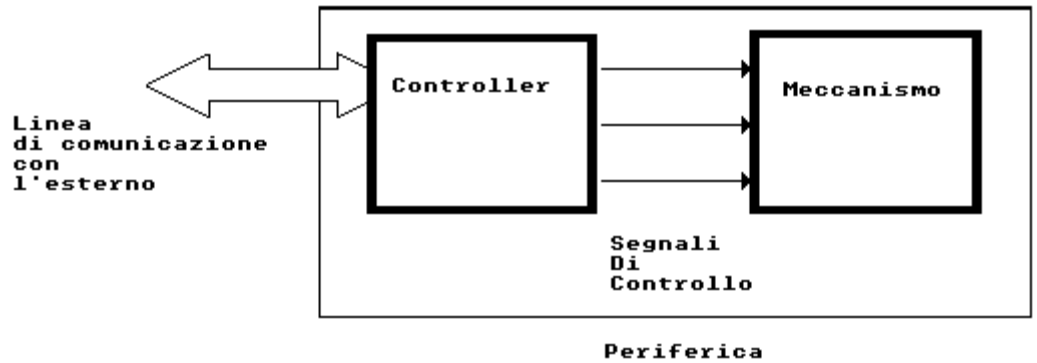 Controller
Meccanismo
Linea
di comunicazione
con
l'esterno
Segnali
Di
Controllo
Periferica